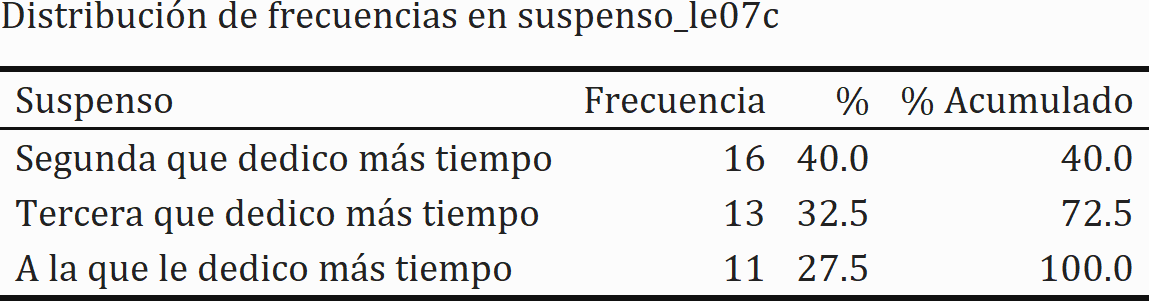 Distribución de frecuencias en suspenso_le07c
Suspenso Frecuencia % % Acumulado
Segunda que dedico más tiempo 16 40.0 40.0
Tercera que dedico más tiempo 13 32.5 72.5
A la que le dedico más tiempo 11 27.5 100.0